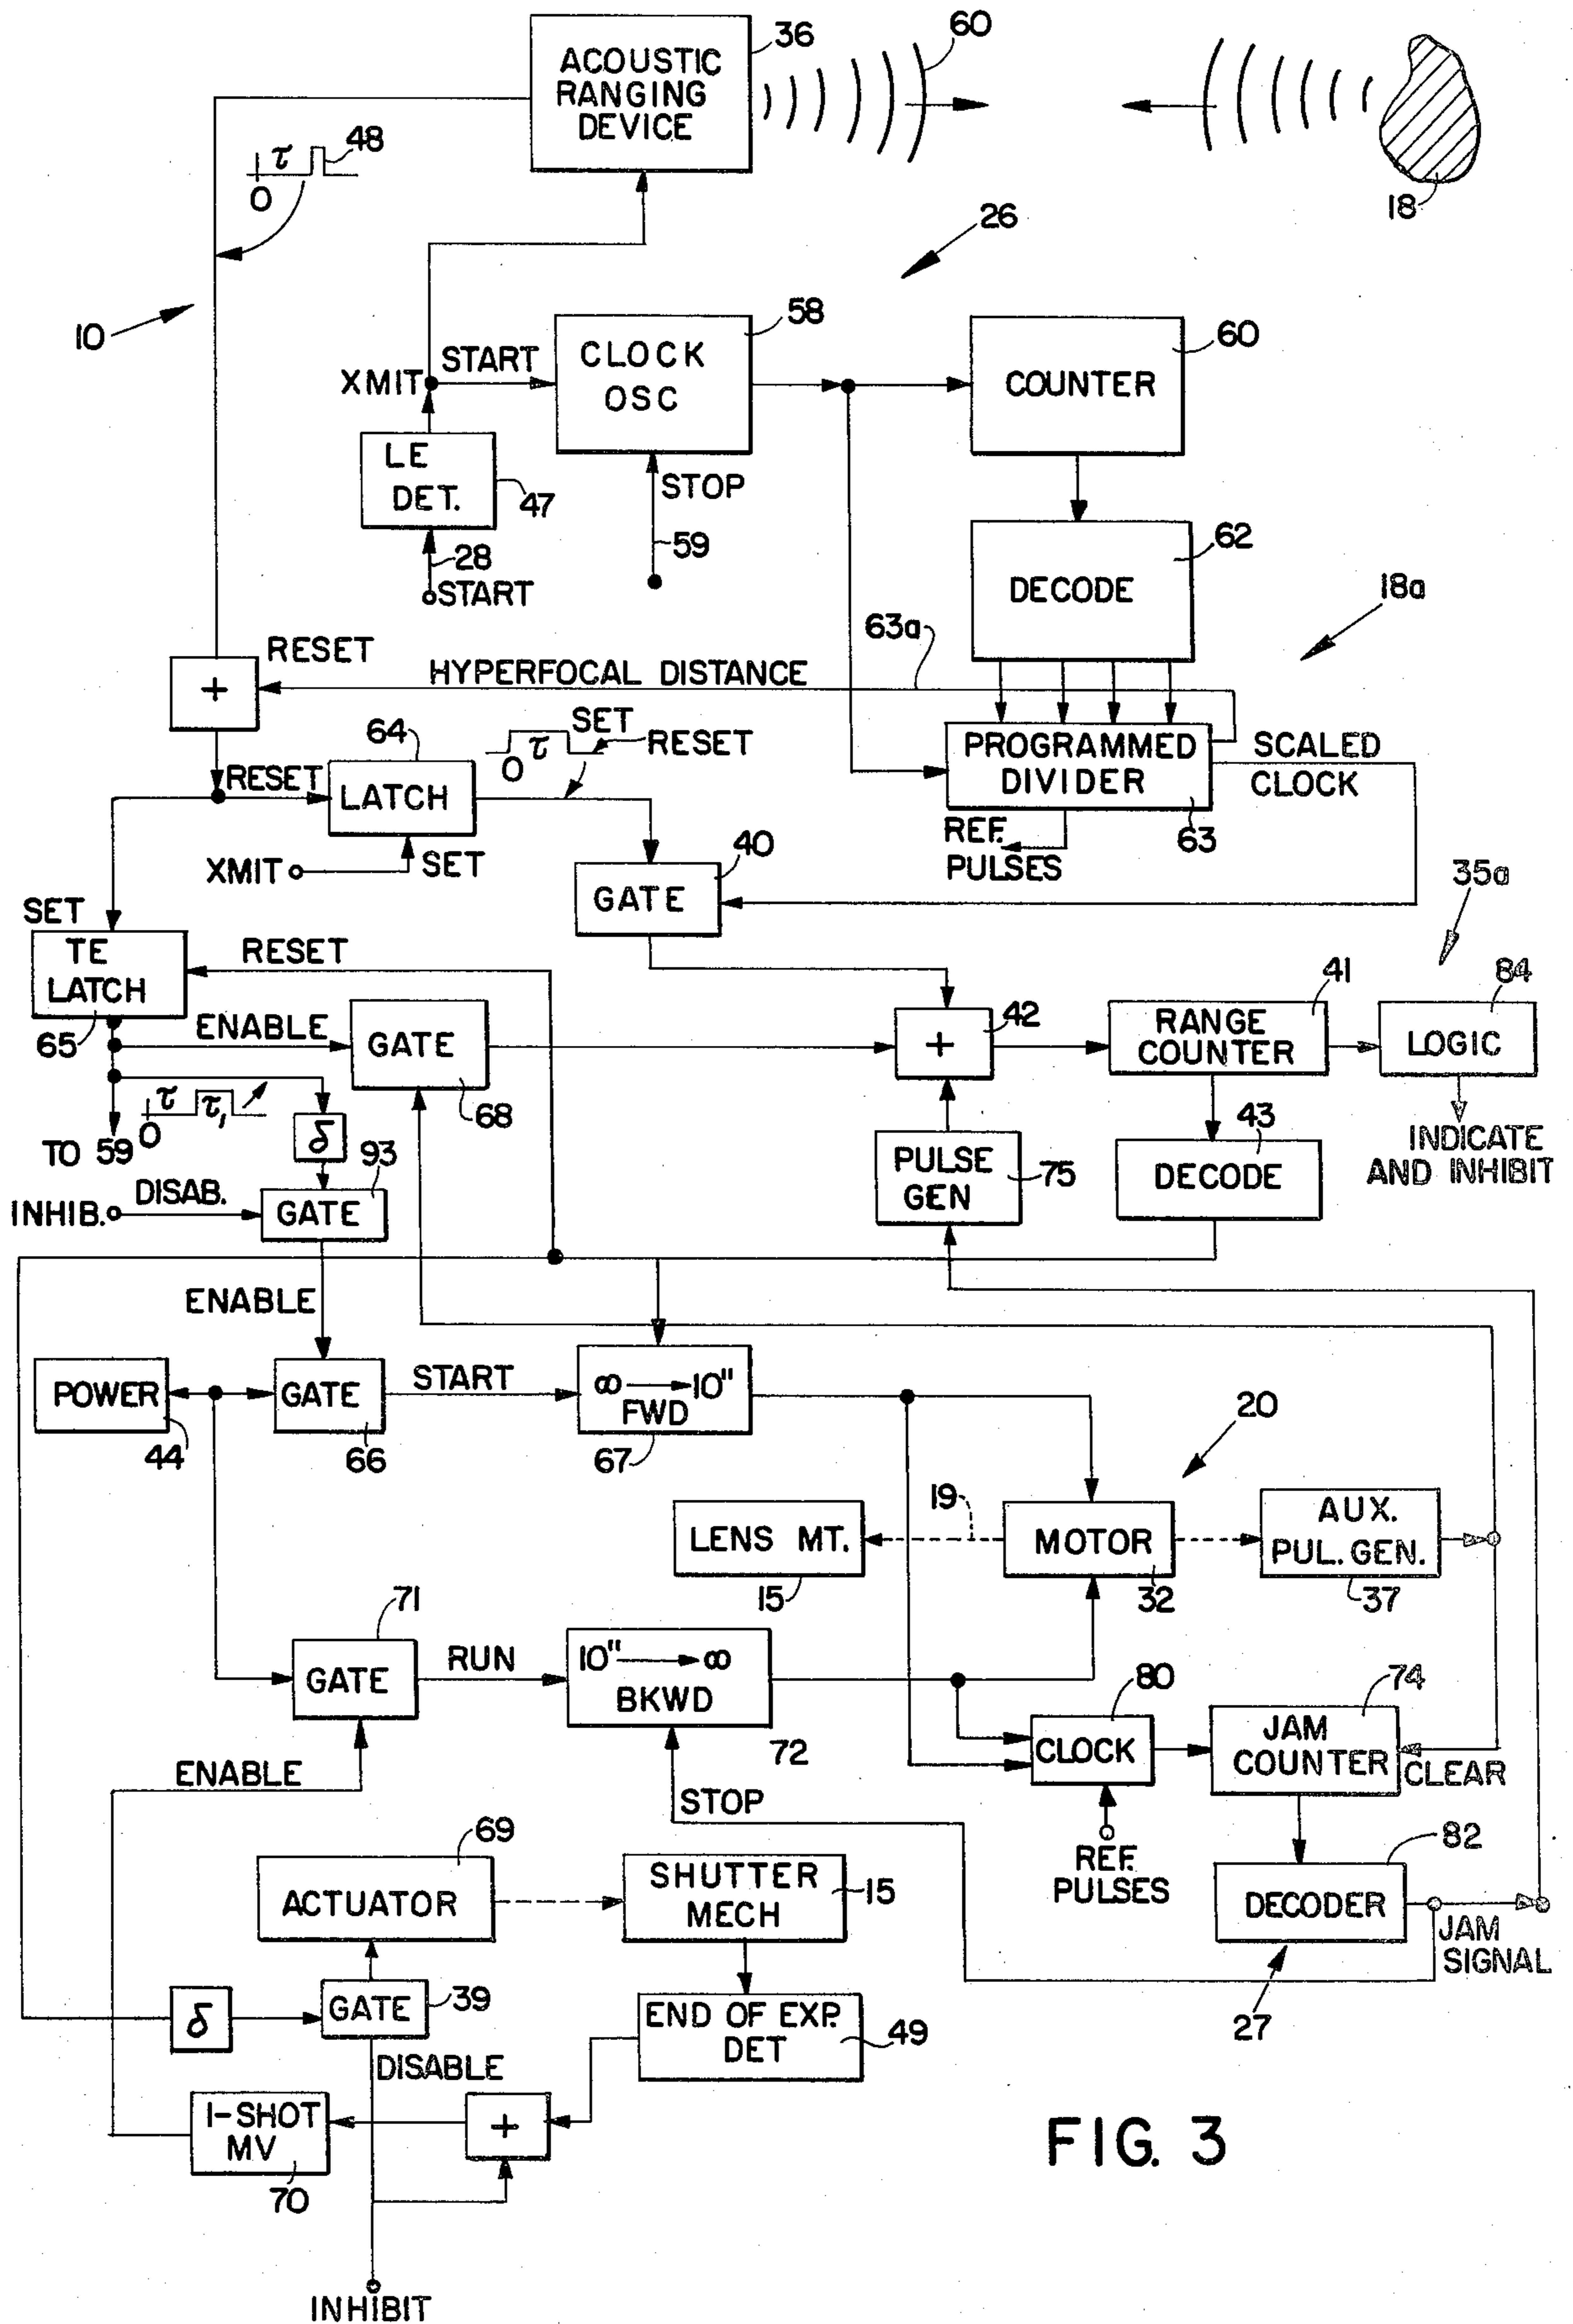 36
60
ACOUSTIC
RANGING
DEVICE
τ
48
0
18
26
10
58
60
START
XMIT
CLOCK
OSC
COUNTER
LE
DET.
47
STOP
59
28
START
62
DECODE
18a
63a
RESET
+
HYPERFOCAL DISTANCE
64
SET
τ
0
RESET
PROGRAMMED
DIVIDER
SCALED
CLOCK
RESET
LATCH
REF.
PULSES
63
XMIT
SET
40
GATE
35a
SET
TE
LATCH
RESET
65
41
84
ENABLE
GATE
42
+
RANGE
COUNTER
LOGIC
68
τ
τ₁
0
TO 59
δ
93
43
INDICATE
AND INHIBIT
PULSE
GEN
75
DECODE
DISAB.
INHIB.
GATE
ENABLE
POWER
44
GATE
66
START
∞ → 10"
FWD
67
20
19
LENS MT.
15
MOTOR
32
AUX.
PUL. GEN.
37
71
GATE
RUN
10" → ∞
BKWD
72
80
74
CLOCK
JAM
COUNTER
CLEAR
ENABLE
STOP
69
REF.
PULSES
82
ACTUATOR
SHUTTER
MECH
15
DECODER
JAM
SIGNAL
27
δ
GATE
39
END OF EXP.
DET
49
DISABLE
1-SHOT
MV
70
+
FIG. 3
INHIBIT